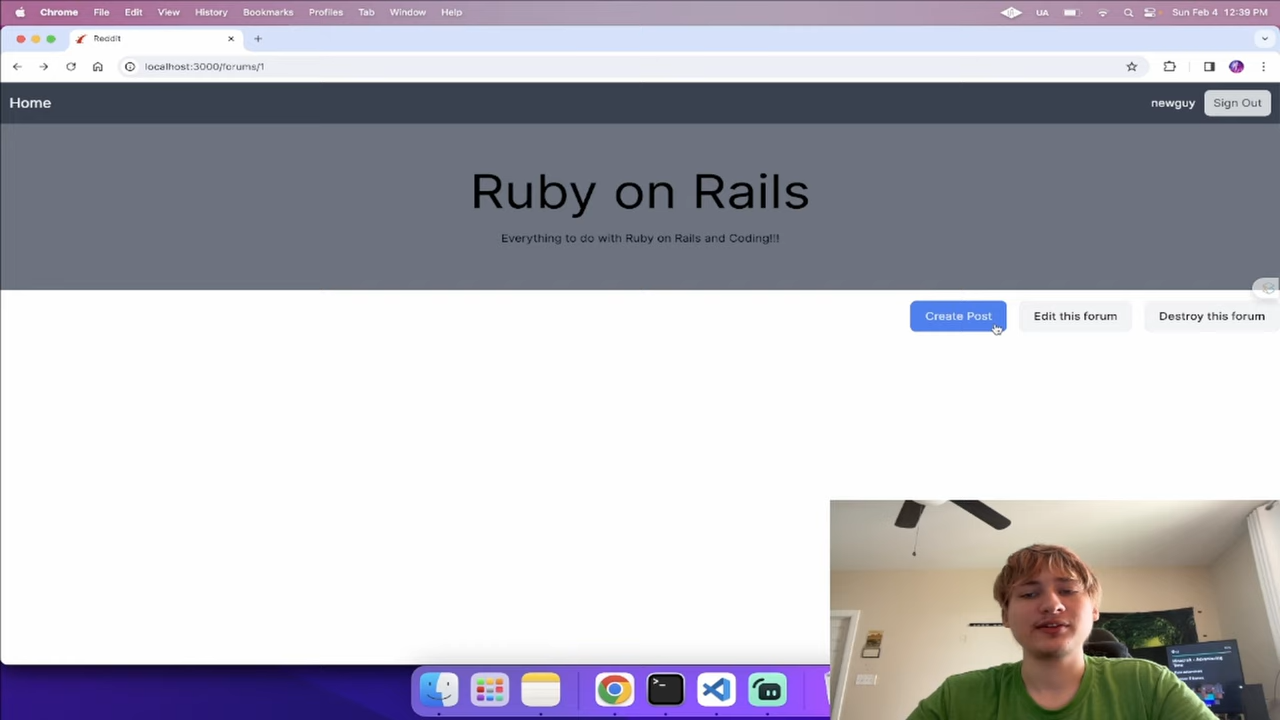 Chrome File Edit View History Bookmarks Profiles Tab Window Help UA Sun Feb 4 12:39 PM
Reddit
localhost:3000/forums/1
Home newguy Sign Out
Ruby on Rails
Everything to do with Ruby on Rails and Coding!!!
Create Post Edit this forum Destroy this forum